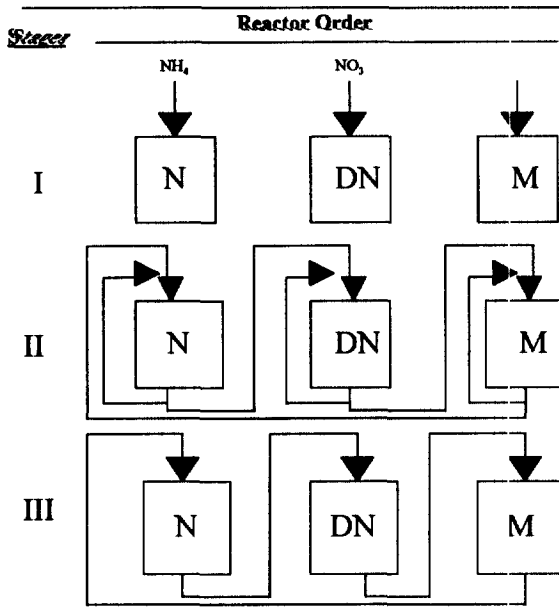 Reactor Order
Stages
NH₄ NO₃
I N DN M
II N DN M
III N DN M